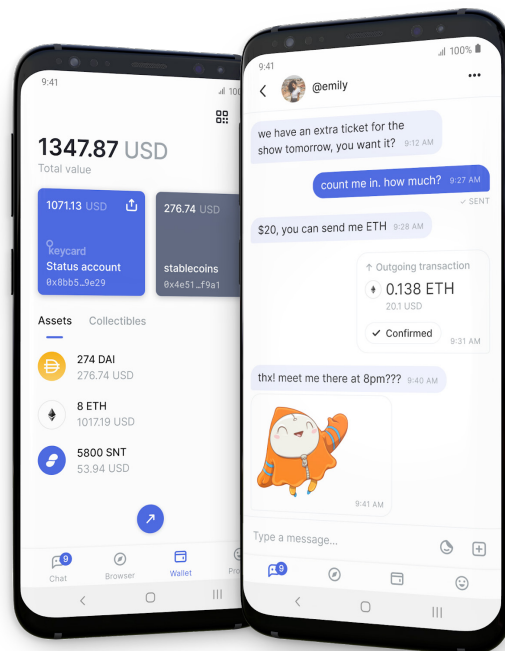 9:41
100
1347.87 USD
Total value
1071.13 USD
keycard
Status account
0x8bb5…9e29
276.74 USD
stablecoins
0x4e51…f9a1
Assets Collectibles
274 DAI
276.74 USD
8 ETH
1017.19 USD
5800 SNT
53.94 USD
9
Chat
Browser
Wallet
Pro
9:41
100%
@emily
we have an extra ticket for the
show tomorrow, you want it? 9:12 AM
count me in. how much? 9:27 AM
✓ SENT
$20, you can send me ETH 9:28 AM
↑ Outgoing transaction
0.138 ETH
20.1 USD
✓ Confirmed
9:31 AM
thx! meet me there at 8pm??? 9:40 AM
9:41 AM
Type a message...
9